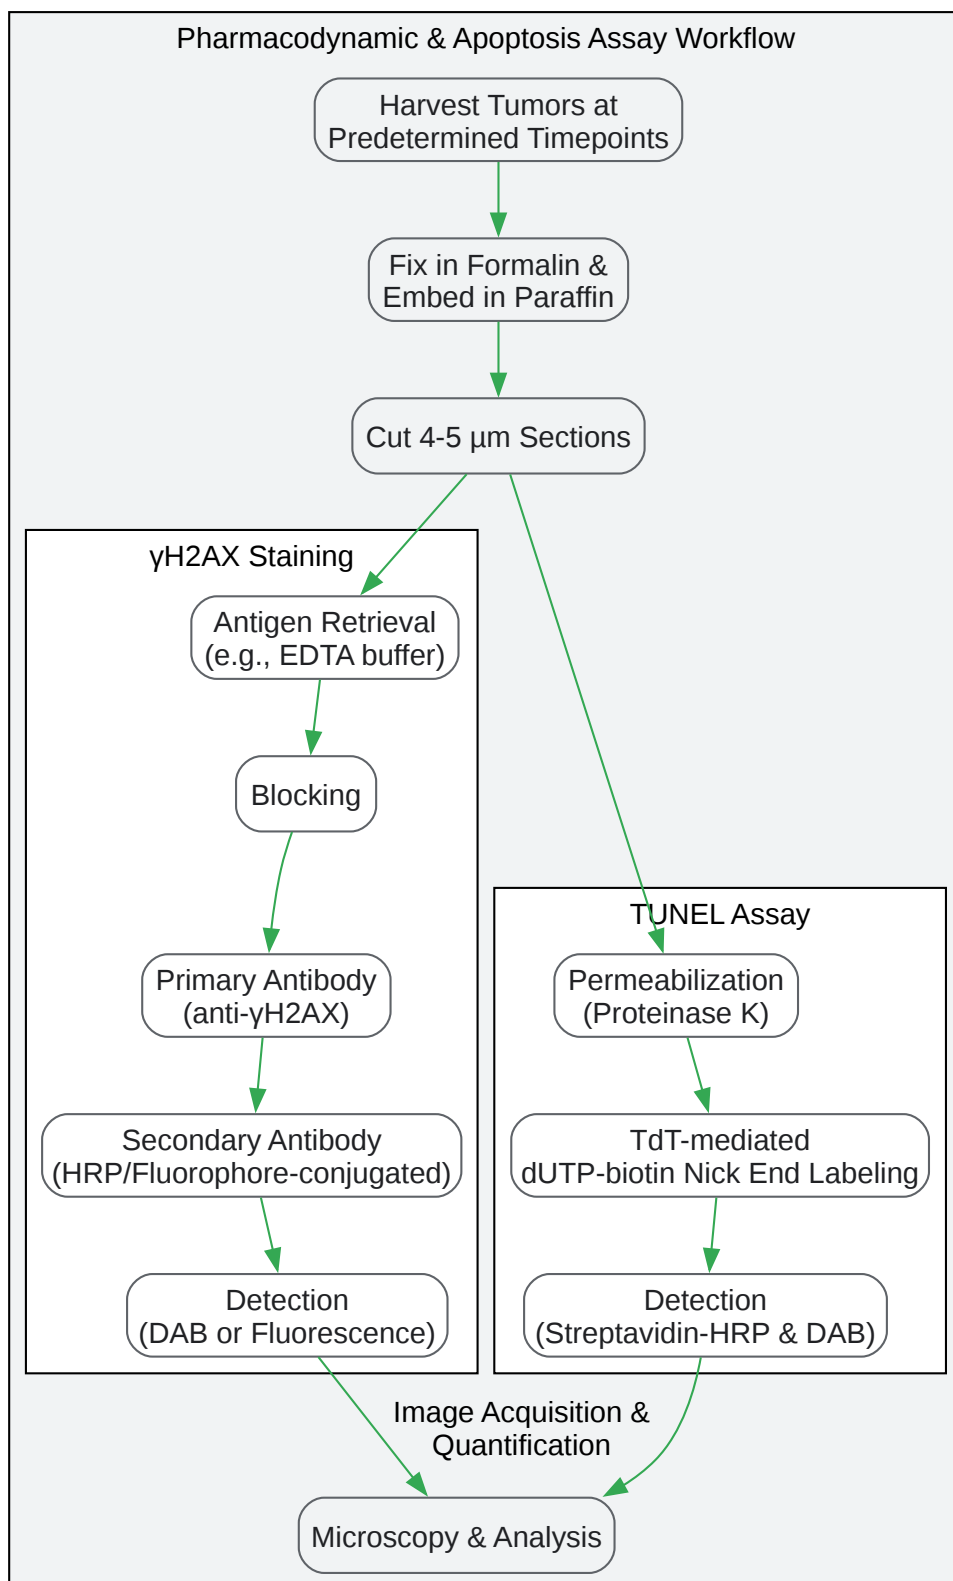 Pharmacodynamic & Apoptosis Assay Workflow
Harvest Tumors at
Predetermined Timepoints
Fix in Formalin &
Embed in Paraffin
Cut 4-5 µm Sections
γH2AX Staining
Antigen Retrieval
(e.g., EDTA buffer)
Blocking
Primary Antibody
(anti-γH2AX)
Secondary Antibody
(HRP/Fluorophore-conjugated)
Detection
(DAB or Fluorescence)
TUNEL Assay
Permeabilization
(Proteinase K)
TdT-mediated
dUTP-biotin Nick End Labeling
Detection
(Streptavidin-HRP & DAB)
Image Acquisition &
Quantification
Microscopy & Analysis